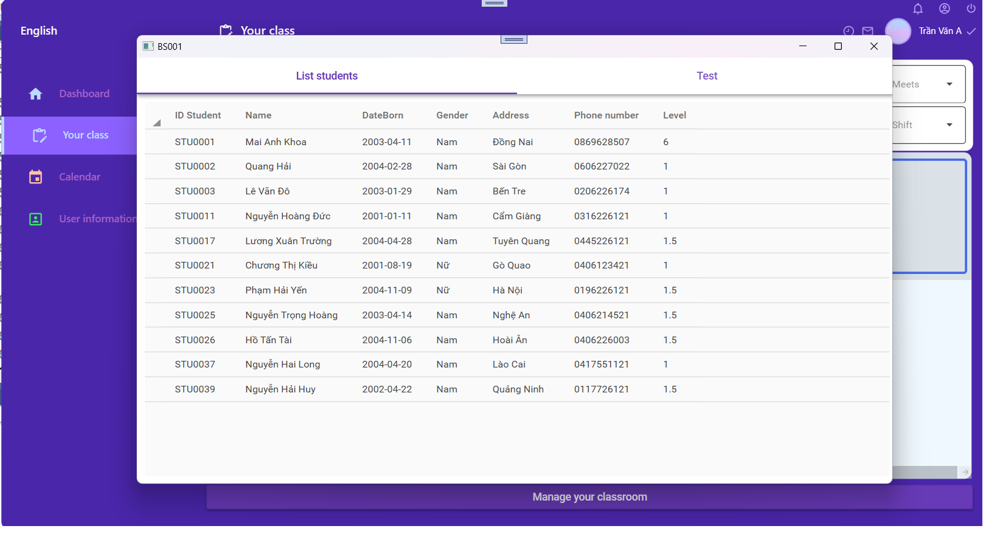 English
Your class
Trần Văn A
BS001
List students Test
Dashboard
Your class
Calendar
User information
Meets
Shift
ID Student Name DateBorn Gender Address Phone number Level
STU0001 Mai Anh Khoa 2003-04-11 Nam Đồng Nai 0869628507 6
STU0002 Quang Hải 2004-02-28 Nam Sài Gòn 0606227022 1
STU0003 Lê Văn Đô 2003-01-29 Nam Bến Tre 0206226174 1
STU0011 Nguyễn Hoàng Đức 2001-01-11 Nam Cẩm Giàng 0316226121 1
STU0017 Lương Xuân Trường 2004-04-28 Nam Tuyên Quang 0445226121 1.5
STU0021 Chương Thị Kiều 2001-08-19 Nữ Gò Quao 0406123421 1
STU0023 Phạm Hải Yến 2004-11-09 Nữ Hà Nội 0196226121 1.5
STU0025 Nguyễn Trọng Hoàng 2003-04-14 Nam Nghệ An 0406214521 1.5
STU0026 Hồ Tấn Tài 2004-11-06 Nam Hoài Ân 0406226003 1.5
STU0037 Nguyễn Hai Long 2004-04-20 Nam Lào Cai 0417551121 1
STU0039 Nguyễn Hải Huy 2002-04-22 Nam Quảng Ninh 0117726121 1.5
Manage your classroom